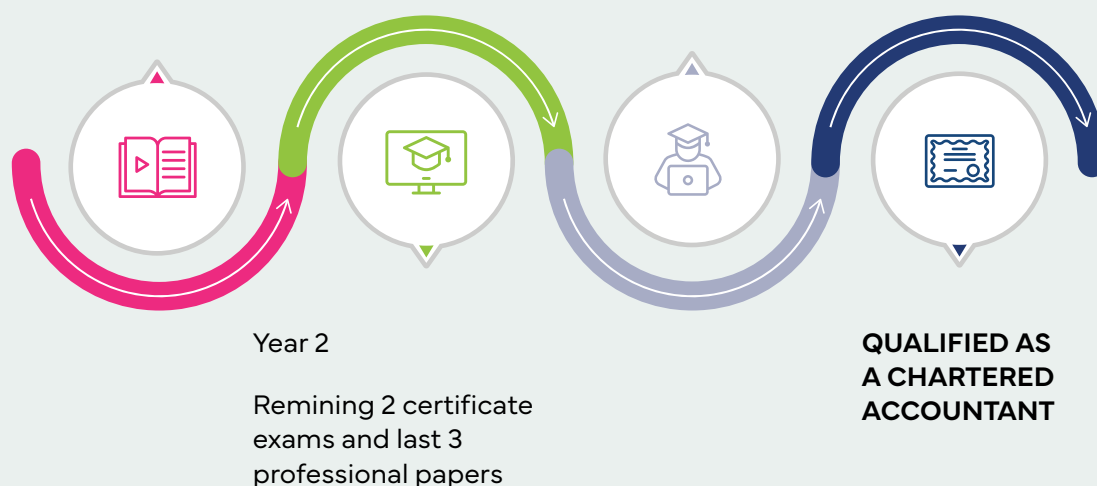 Year 2
Remining 2 certificate
exams and last 3
professional papers
QUALIFIED AS
A CHARTERED
ACCOUNTANT